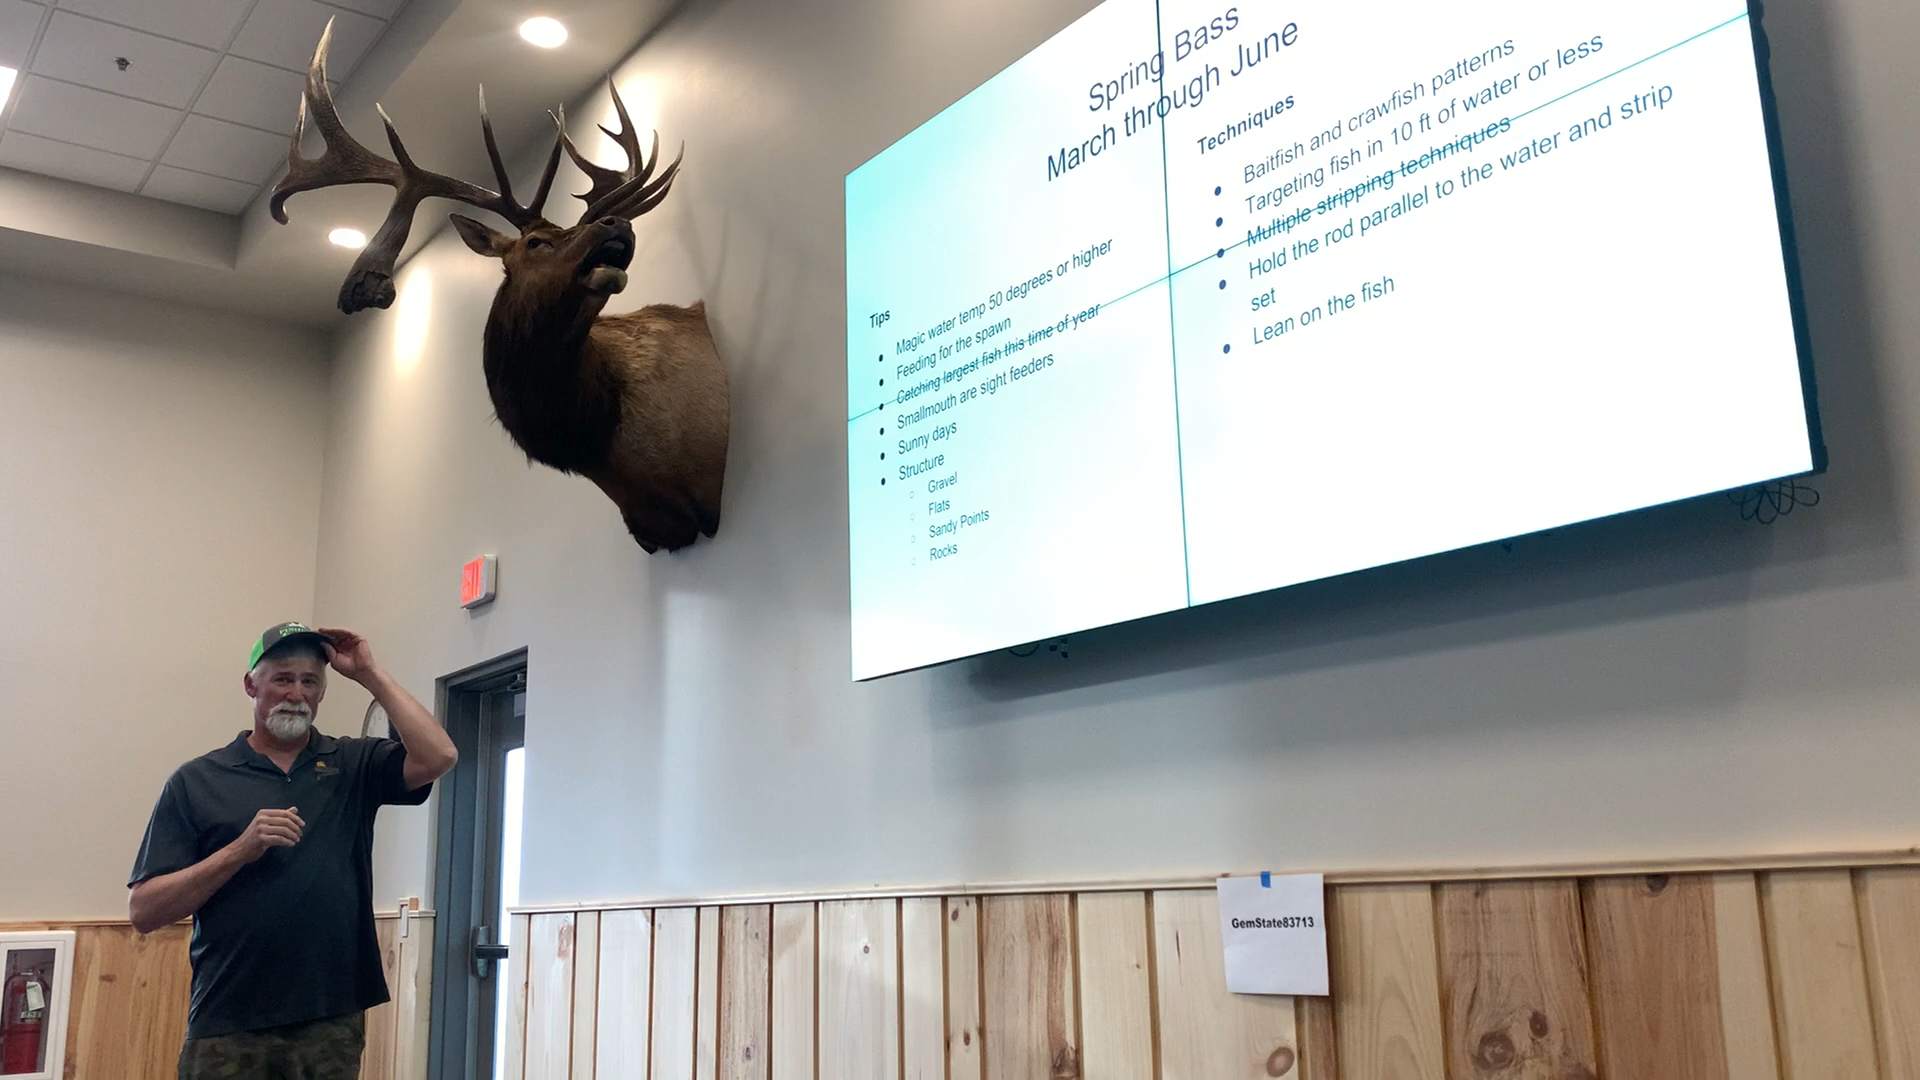 Spring Bass
March through June
Tips
Magic water temp 50 degrees or higher
Feeding for the spawn
Catching largest fish this time of year
Smallmouth are sight feeders
Sunny days
Structure
Gravel
Flats
Sandy Points
Rocks
Techniques
Baitfish and crawfish patterns
Targeting fish in 10 ft of water or less
Multiple stripping techniques
Hold the rod parallel to the water and strip
set
Lean on the fish
EXIT
GemState83713